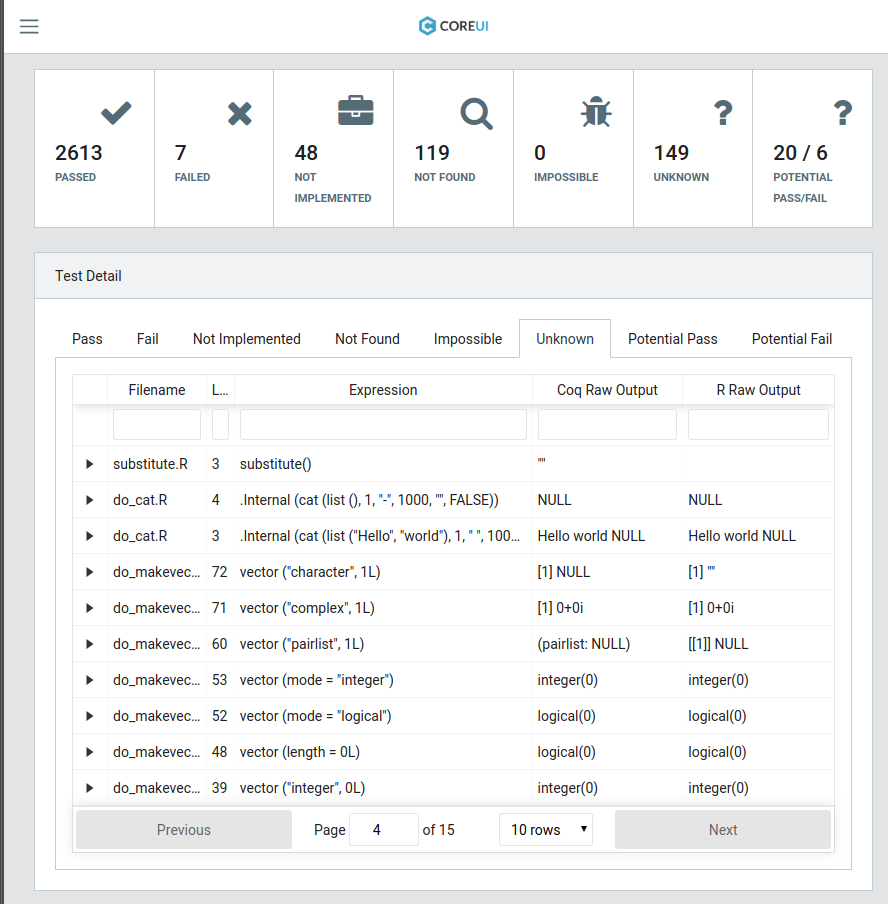 COREUI
2613 7 48 119 0 149 20 / 6
PASSED FAILED NOT NOT FOUND IMPOSSIBLE UNKNOWN POTENTIAL
IMPLEMENTED PASS/FAIL
Test Detail
Pass Fail Not Implemented Not Found Impossible Unknown Potential Pass Potential Fail
Filename L... Expression Coq Raw Output R Raw Output
substitute.R 3 substitute() ""
do_cat.R 4 .Internal (cat (list (), 1, "-", 1000, "", FALSE)) NULL NULL
do_cat.R 3 .Internal (cat (list ("Hello", "world"), 1, " ", 100... Hello world NULL Hello world NULL
do_makevec... 72 vector ("character", 1L) [1] NULL [1] ""
do_makevec... 71 vector ("complex", 1L) [1] 0+0i [1] 0+0i
do_makevec... 60 vector ("pairlist", 1L) (pairlist: NULL) [[1]] NULL
do_makevec... 53 vector (mode = "integer") integer(0) integer(0)
do_makevec... 52 vector (mode = "logical") logical(0) logical(0)
do_makevec... 48 vector (length = 0L) logical(0) logical(0)
do_makevec... 39 vector ("integer", 0L) integer(0) integer(0)
Previous Page 4 of 15 10 rows Next